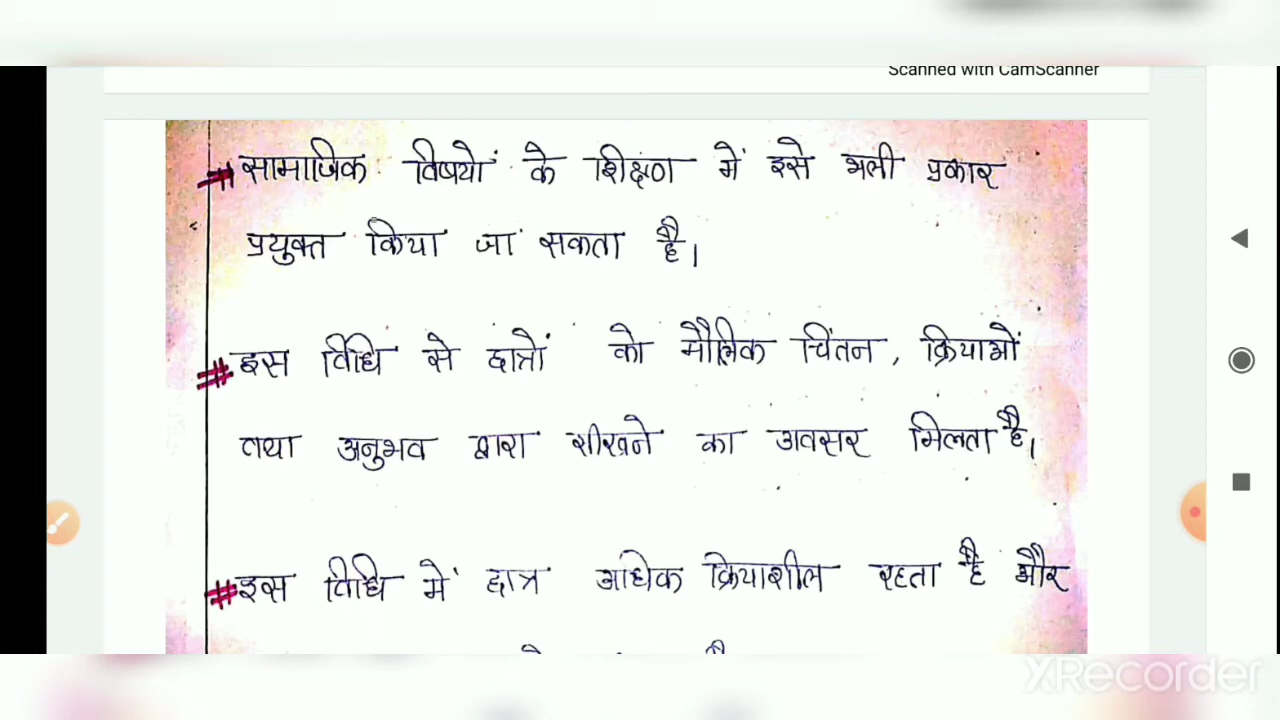 Scanned with CamScanner
# सामाजिक विषयों के शिक्षण में इसे भली प्रकार
प्रयुक्त किया जा सकता है।
# इस विधि से छात्रों को मौलिक चिंतन, क्रियाओं
तथा अनुभव द्वारा सीखने का अवसर मिलता है।
# इस विधि में छात्र अधिक क्रियाशील रहता है और
XRecorder